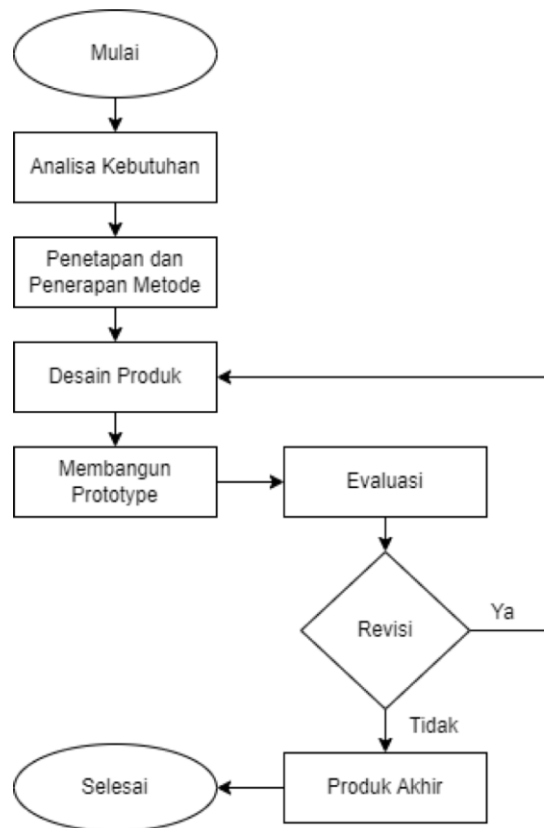 Mulai
Analisa Kebutuhan
Penetapan dan
Penerapan Metode
Desain Produk
Membangun
Prototype
Evaluasi
Revisi
Ya
Tidak
Produk Akhir
Selesai